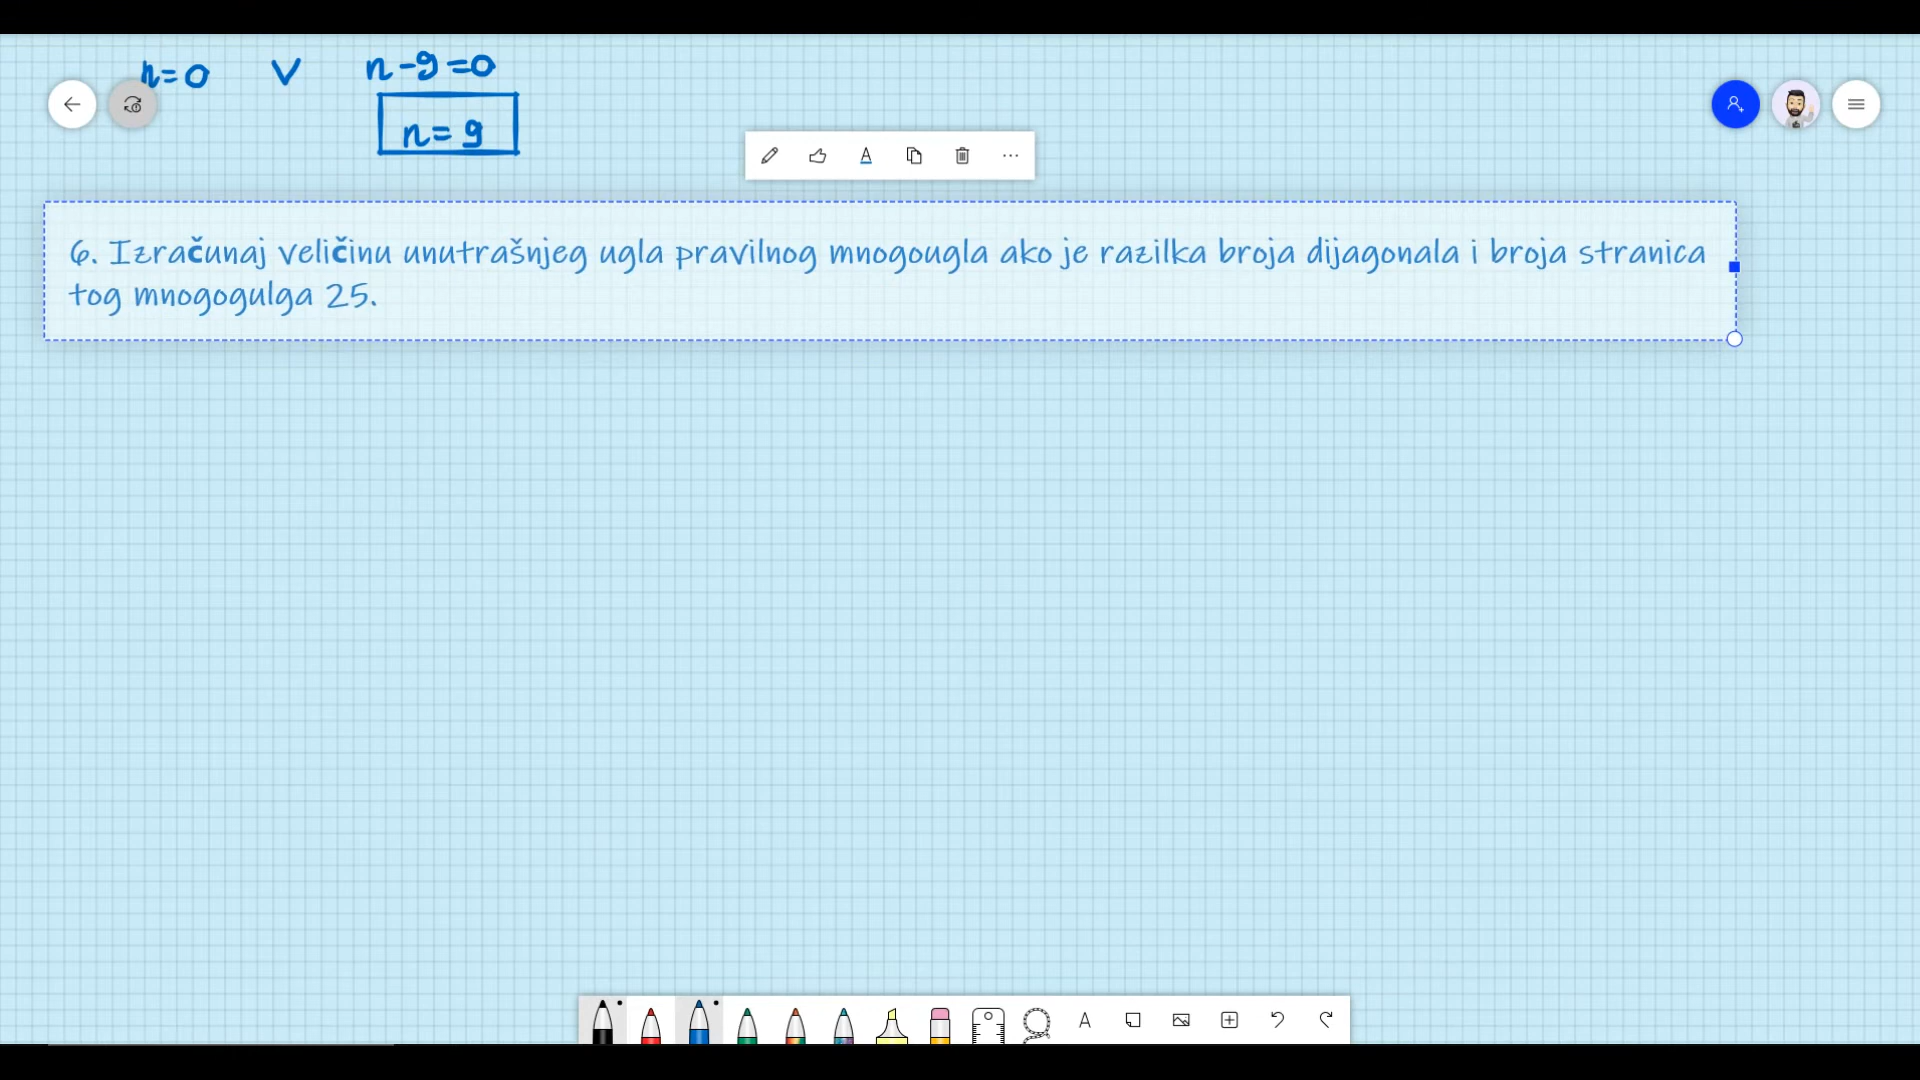 n=0 V n-9=0
n=9
6. Izračunaj veličinu unutrašnjeg ugla pravilnog mnogougla ako je razilka broja dijagonala i broja stranica
tog mnogogulga 25.